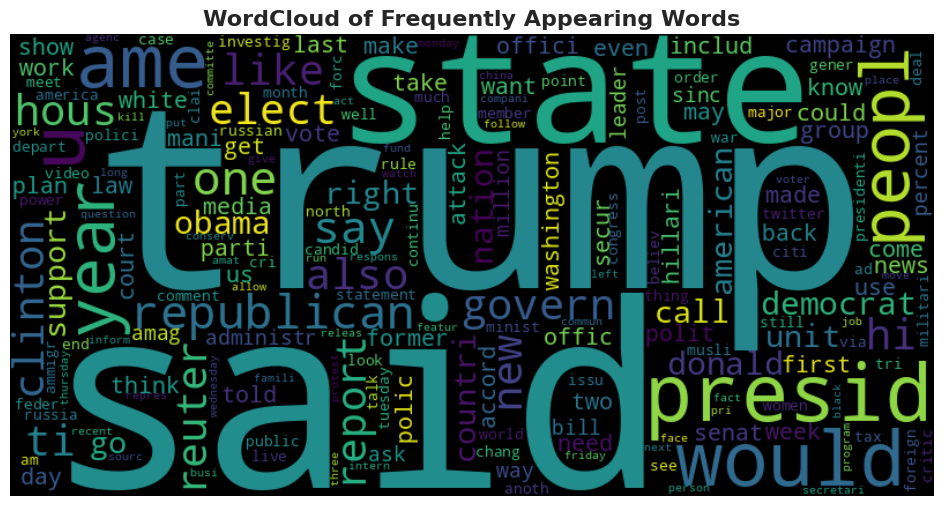 WordCloud of Frequently Appearing Words
agenc case investig last make offici even includ campaign
show committe forc monday china point gener place deal
work ame like take want sinc know peopl
meet america clai month much compani order post leader could
hous white act well help member may major group
york kill put russian vote follow war
depart polici mani get give state
video long law part one fund rule right attack trump nation million washington secur congress hillari american made voter presidenti percent
plan power obama media watch say twitter back
question support court conserv north candid continu believ citi come news
clinton parti us left ad move
year amat run cri respons also thing use militari
republican govern call democrat
comment allow statement commun still via job
end amag administr former featur minist offic polit unit hi
inform releas musli
immigr thursday feder reuter think famili look report talk tuesday polic countri accord new issu donald first tri
russia wednesday told said protest two presid fact pri women black
ti recent public bill senat week tax foreign
go sourc live ask chang world need would face next program critic
am day repres busi three intern way friday see person secretari
anoth
u